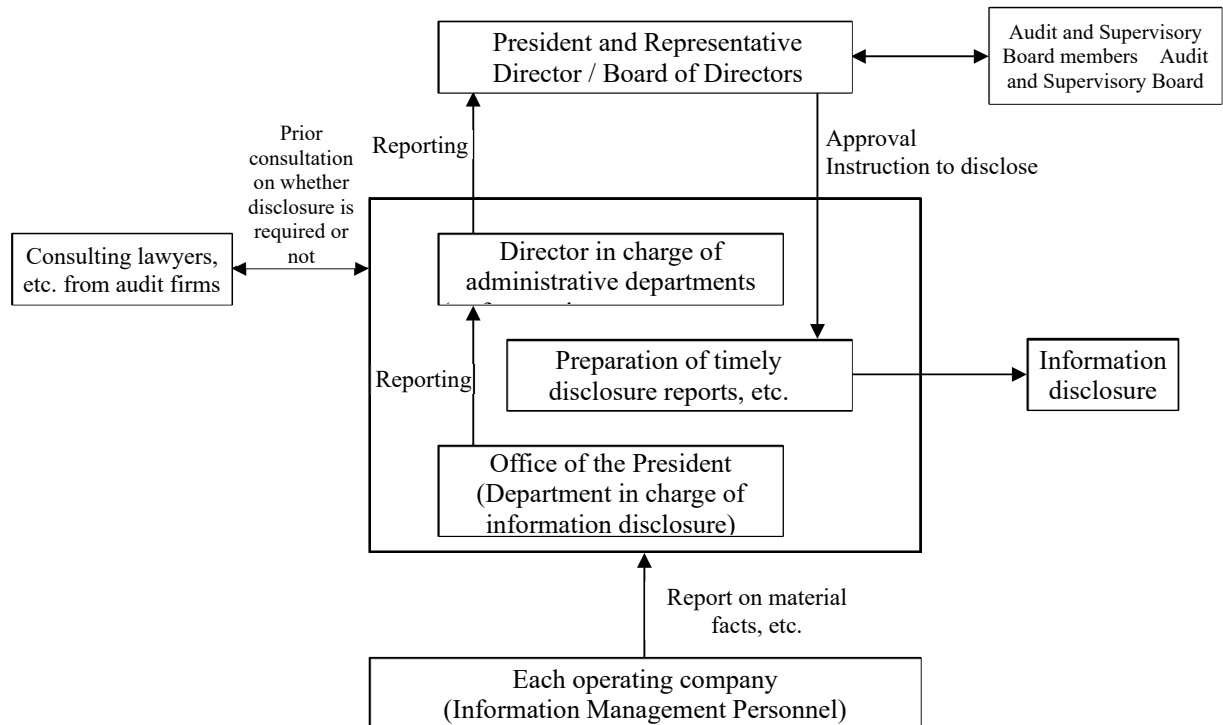 President and Representative
Director / Board of Directors
Audit and Supervisory
Board members    Audit
and Supervisory Board
Prior
consultation
on whether
disclosure is
required or
not
Reporting
Approval
Instruction to disclose
Consulting lawyers,
etc. from audit firms
Director in charge of
administrative departments
Reporting
Preparation of timely
disclosure reports, etc.
Information
disclosure
Office of the President
(Department in charge of
information disclosure)
Report on material
facts, etc.
Each operating company
(Information Management Personnel)